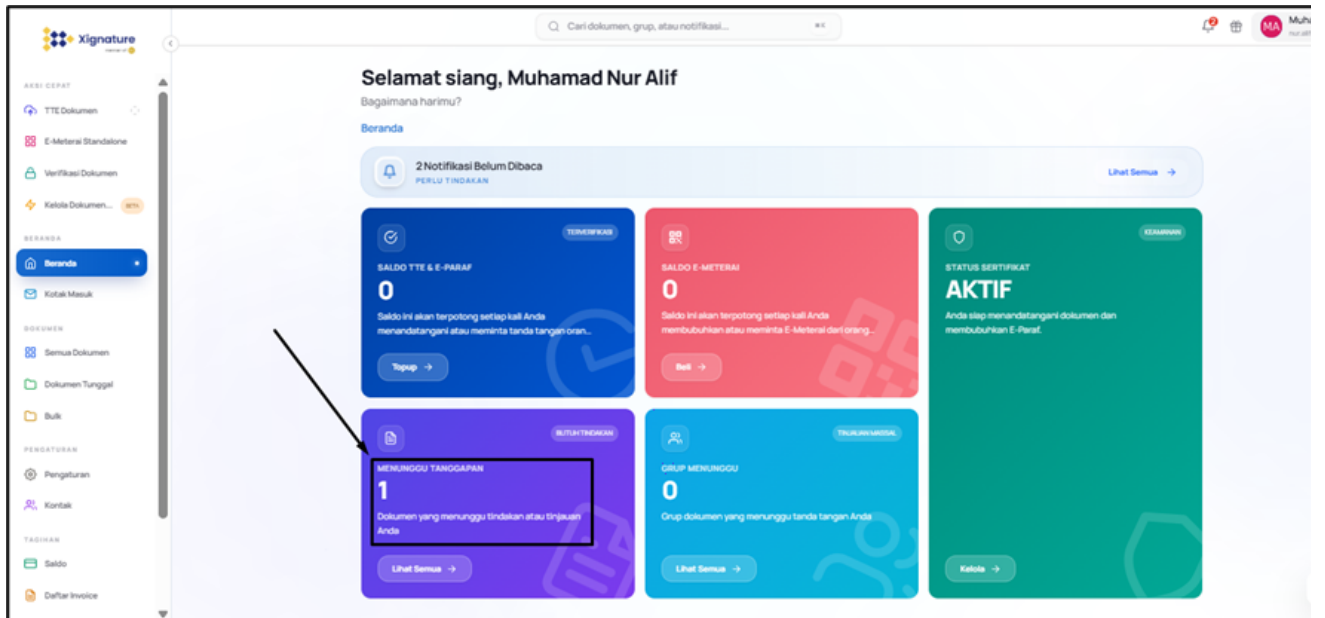 Xignature
Cari dokumen, grup, atau notifikasi...
2
MA
AKSI CEPAT
TTE Dokumen
E-Meterai Standalone
Verifikasi Dokumen
Kelola Dokumen...
BETA
BERANDA
Beranda
Kotak Masuk
DOKUMEN
Semua Dokumen
Dokumen Tunggal
Bulk
PENGATURAN
Pengaturan
Kontak
TAGIHAN
Saldo
Daftar Invoice
Selamat siang, Muhamad Nur Alif
Bagaimana harimu?
Beranda
2 Notifikasi Belum Dibaca
PERLU TINDAKAN
Lihat Semua →
TERVERIFIKASI
SALDO TTE & E-PARAF
0
Saldo ini akan terpotong setiap kali Anda
menandatangani atau meminta tanda tangan oran...
Topup →
SALDO E-METERAI
0
Saldo ini akan terpotong setiap kali Anda
membubuhkan atau meminta E-Meterai dari orang...
Beli →
KEAMANAN
STATUS SERTIFIKAT
AKTIF
Anda siap menandatangani dokumen dan
membubuhkan E-Paraf.
Kelola →
BUTUH TINDAKAN
MENUNGGU TANGGAPAN
1
Dokumen yang menunggu tindakan atau tinjauan
Anda
Lihat Semua →
TINJAUAN MASSAL
GRUP MENUNGGU
0
Grup dokumen yang menunggu tanda tangan Anda
Lihat Semua →